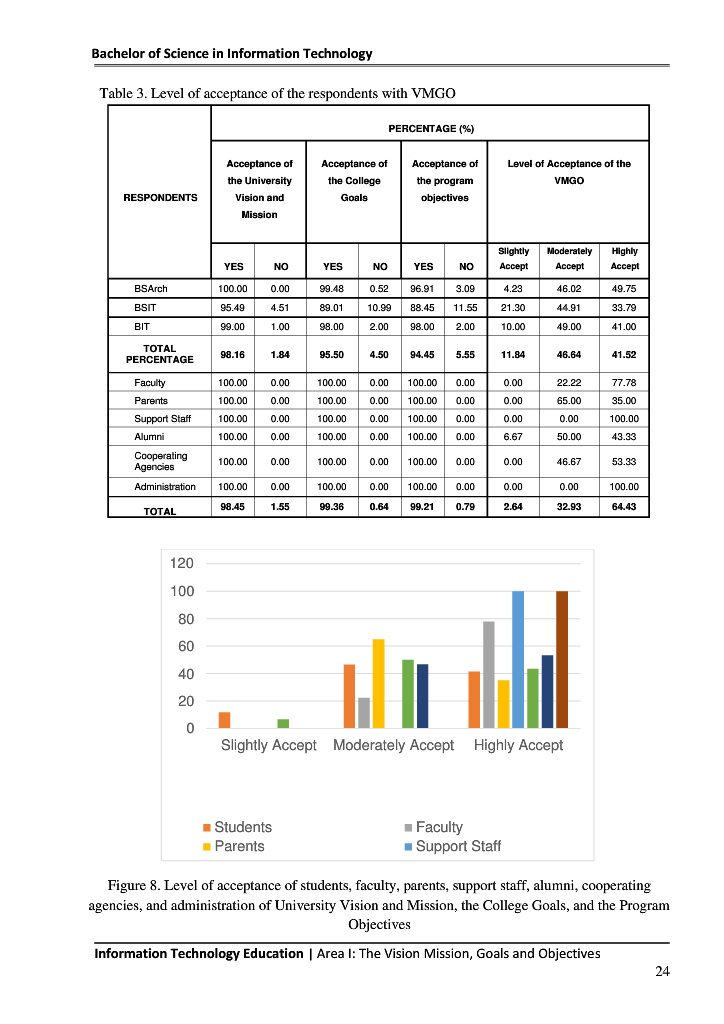 Bachelor of Science in Information Technology
Table 3. Level of acceptance of the respondents with VMGO
PERCENTAGE (%)
RESPONDENTS
Acceptance of
the University
Vision and
Mission
Acceptance of
the College
Goals
Acceptance of
the program
objectives
Level of Acceptance of the
VMGO
YES NO YES NO YES NO Slightly Accept Moderately Accept Highly Accept
BSArch 100.00 0.00 99.48 0.52 96.91 3.09 4.23 46.02 49.75
BSIT 95.49 4.51 89.01 10.99 88.45 11.55 21.30 44.91 33.79
BIT 99.00 1.00 98.00 2.00 98.00 2.00 10.00 49.00 41.00
TOTAL
PERCENTAGE 98.16 1.84 95.50 4.50 94.45 5.55 11.84 46.64 41.52
Faculty 100.00 0.00 100.00 0.00 100.00 0.00 0.00 22.22 77.78
Parents 100.00 0.00 100.00 0.00 100.00 0.00 0.00 65.00 35.00
Support Staff 100.00 0.00 100.00 0.00 100.00 0.00 0.00 0.00 100.00
Alumni 100.00 0.00 100.00 0.00 100.00 0.00 6.67 50.00 43.33
Cooperating
Agencies 100.00 0.00 100.00 0.00 100.00 0.00 0.00 46.67 53.33
Administration 100.00 0.00 100.00 0.00 100.00 0.00 0.00 0.00 100.00
TOTAL 98.45 1.55 99.36 0.64 99.21 0.79 2.64 32.93 64.43
120
100
80
60
40
20
0
Slightly Accept Moderately Accept Highly Accept
Students Faculty
Parents Support Staff
Figure 8. Level of acceptance of students, faculty, parents, support staff, alumni, cooperating
agencies, and administration of University Vision and Mission, the College Goals, and the Program
Objectives
Information Technology Education | Area I: The Vision Mission, Goals and Objectives
24